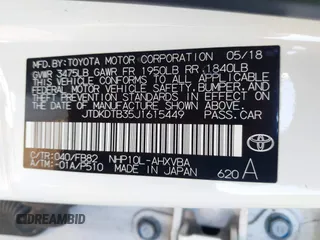 MFD.BY:TOYOTA MOTOR CORPORATION 05/18
GVWR 3475LB GAWR FR 1950LB RR 1840LB
THIS VEHICLE CONFORMS TO ALL APPLICABLE
FEDERAL MOTOR VEHICLE SAFETY, BUMPER,
AND THEFT PREVENTION STANDARDS IN
EFFECT ON THE DATE OF MANUFACTURE
SHOWN ABOVE.
JTDKDTB35J1615449 PASS.CAR
C/TR:040/FB82 NHP10L-AHXVBA
A/TM:-01A/P510 MADE IN JAPAN 620 A
TOYOTA
DREAMBID